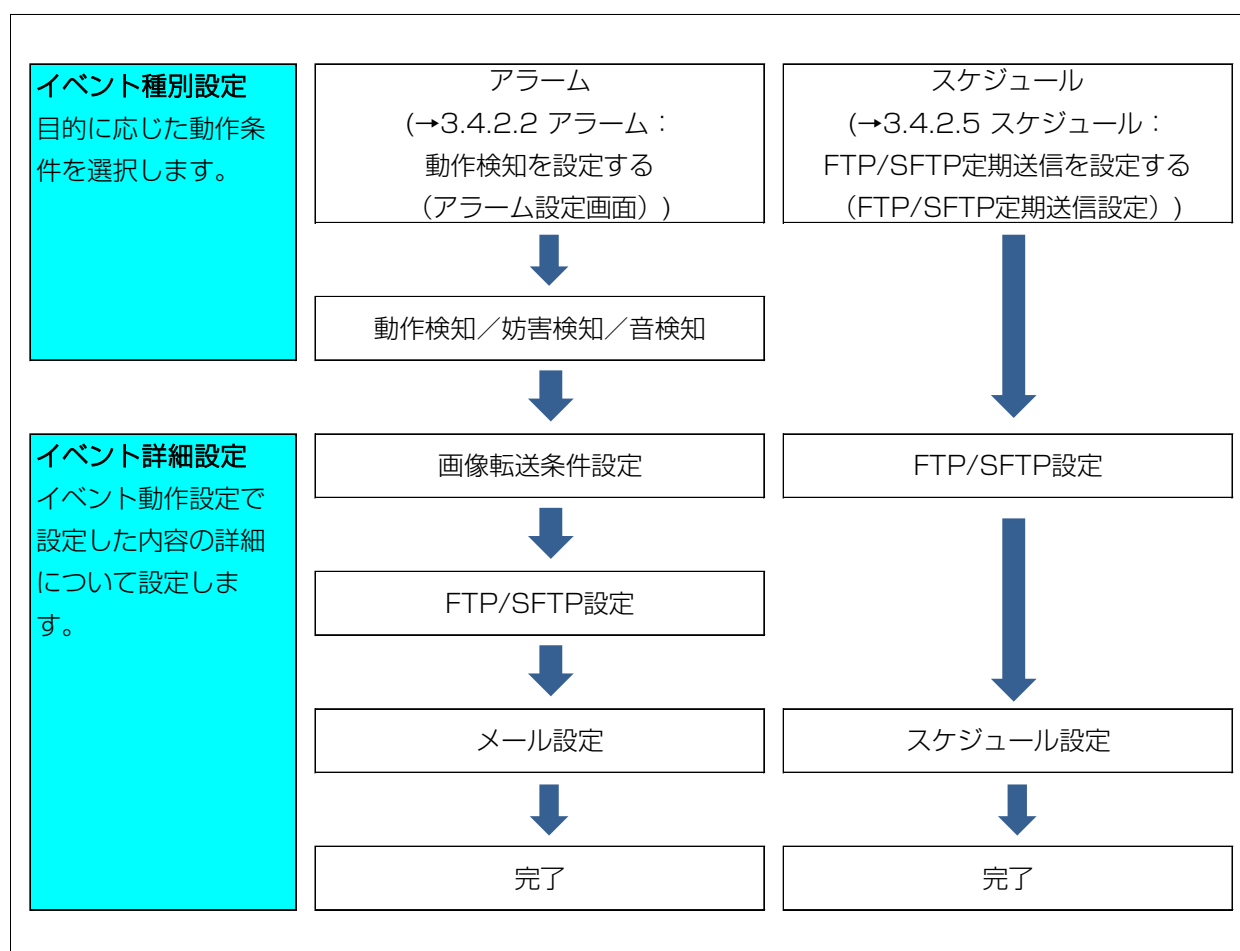 イベント種別設定
目的に応じた動作条
件を選択します。
アラーム
(→3.4.2.2 アラーム：
動作検知を設定する
（アラーム設定画面）)
スケジュール
(→3.4.2.5 スケジュール：
FTP/SFTP定期送信を設定する
（FTP/SFTP定期送信設定）)
動作検知／妨害検知／音検知
イベント詳細設定
イベント動作設定で
設定した内容の詳細
について設定しま
す。
画像転送条件設定
FTP/SFTP設定
FTP/SFTP設定
メール設定
スケジュール設定
完了
完了